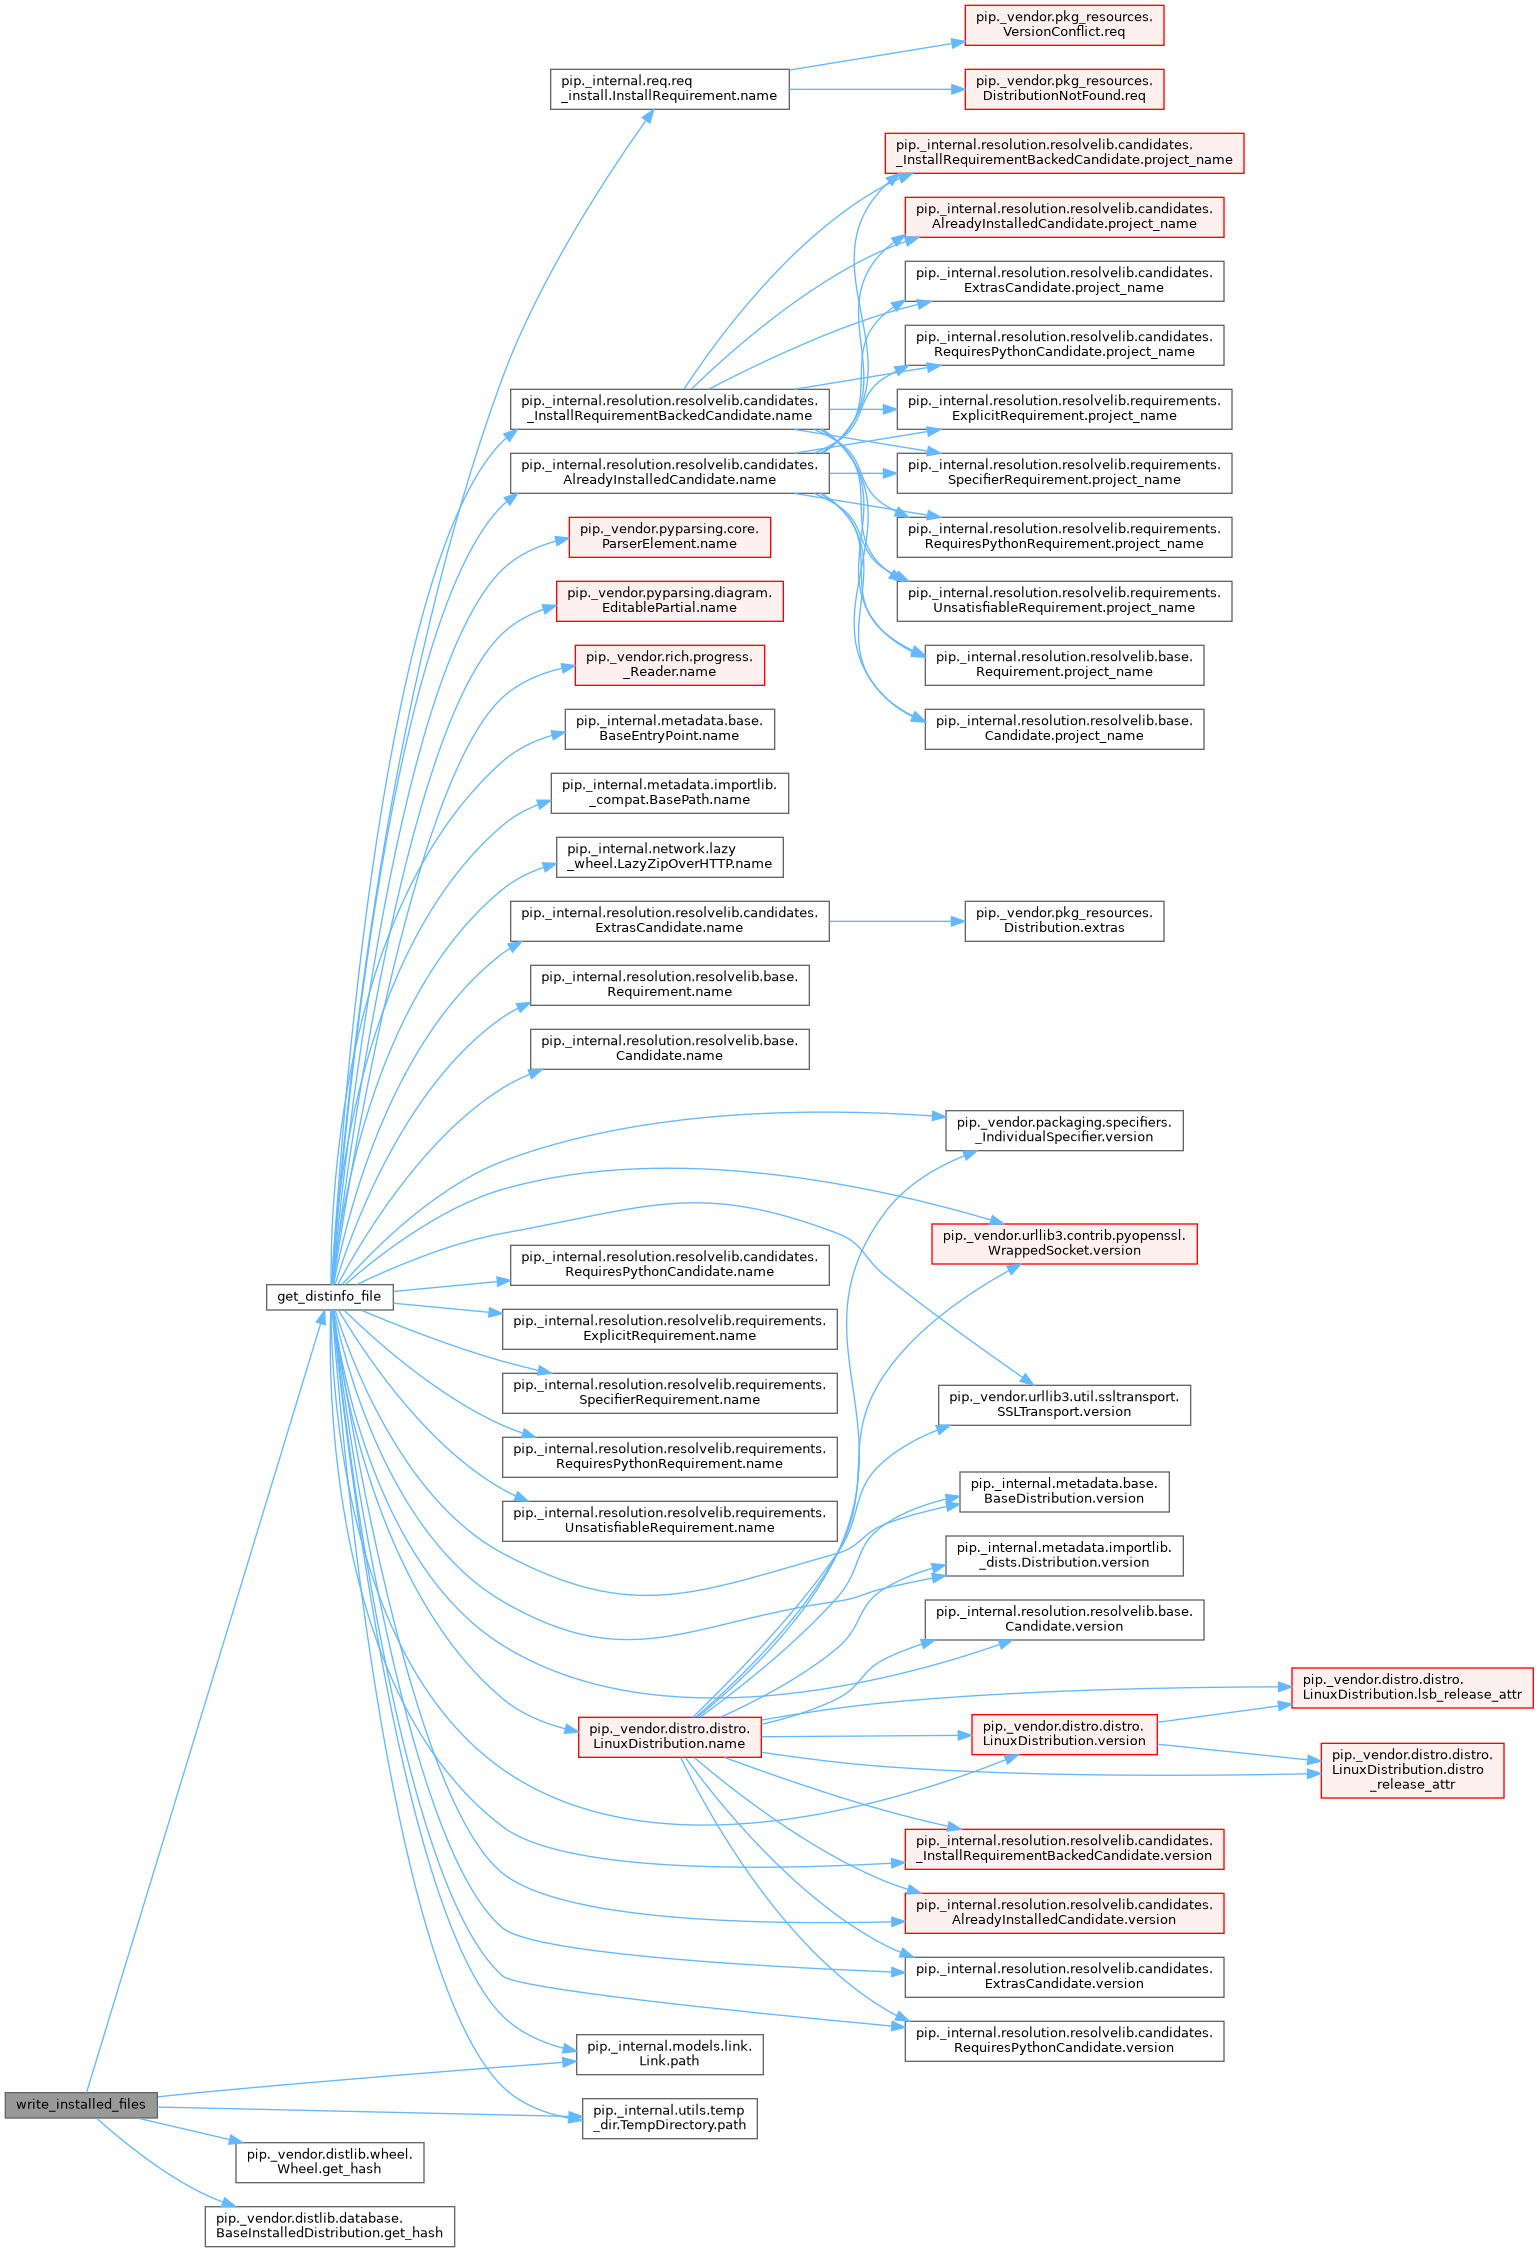 pip._vendor.pkg_resources.
VersionConflict.req
pip._internal.req.req
_install.InstallRequirement.name
pip._vendor.pkg_resources.
DistributionNotFound.req
pip._internal.resolution.resolvelib.candidates.
_InstallRequirementBackedCandidate.project_name
pip._internal.resolution.resolvelib.candidates.
AlreadyInstalledCandidate.project_name
pip._internal.resolution.resolvelib.candidates.
ExtrasCandidate.project_name
pip._internal.resolution.resolvelib.candidates.
RequiresPythonCandidate.project_name
pip._internal.resolution.resolvelib.candidates.
_InstallRequirementBackedCandidate.name
pip._internal.resolution.resolvelib.requirements.
ExplicitRequirement.project_name
pip._internal.resolution.resolvelib.candidates.
AlreadyInstalledCandidate.name
pip._internal.resolution.resolvelib.requirements.
SpecifierRequirement.project_name
pip._vendor.pyparsing.core.
ParserElement.name
pip._internal.resolution.resolvelib.requirements.
RequiresPythonRequirement.project_name
pip._vendor.pyparsing.diagram.
EditablePartial.name
pip._internal.resolution.resolvelib.requirements.
UnsatisfiableRequirement.project_name
pip._vendor.rich.progress.
_Reader.name
pip._internal.resolution.resolvelib.base.
Requirement.project_name
pip._internal.metadata.base.
BaseEntryPoint.name
pip._internal.resolution.resolvelib.base.
Candidate.project_name
pip._internal.metadata.importlib.
_compat.BasePath.name
pip._internal.network.lazy
_wheel.LazyZipOverHTTP.name
pip._internal.resolution.resolvelib.candidates.
ExtrasCandidate.name
pip._vendor.pkg_resources.
Distribution.extras
pip._internal.resolution.resolvelib.base.
Requirement.name
pip._internal.resolution.resolvelib.base.
Candidate.name
pip._vendor.packaging.specifiers.
_IndividualSpecifier.version
pip._vendor.urllib3.contrib.pyopenssl.
WrappedSocket.version
pip._internal.resolution.resolvelib.candidates.
RequiresPythonCandidate.name
get_distinfo_file
pip._internal.resolution.resolvelib.requirements.
ExplicitRequirement.name
pip._internal.resolution.resolvelib.requirements.
SpecifierRequirement.name
pip._vendor.urllib3.util.ssltransport.
SSLTransport.version
pip._internal.resolution.resolvelib.requirements.
RequiresPythonRequirement.name
pip._internal.metadata.base.
BaseDistribution.version
pip._internal.resolution.resolvelib.requirements.
UnsatisfiableRequirement.name
pip._internal.metadata.importlib.
_dists.Distribution.version
pip._internal.resolution.resolvelib.base.
Candidate.version
pip._vendor.distro.distro.
LinuxDistribution.lsb_release_attr
pip._vendor.distro.distro.
LinuxDistribution.name
pip._vendor.distro.distro.
LinuxDistribution.version
pip._vendor.distro.distro.
LinuxDistribution.distro
_release_attr
pip._internal.resolution.resolvelib.candidates.
_InstallRequirementBackedCandidate.version
pip._internal.resolution.resolvelib.candidates.
AlreadyInstalledCandidate.version
pip._internal.resolution.resolvelib.candidates.
ExtrasCandidate.version
pip._internal.resolution.resolvelib.candidates.
RequiresPythonCandidate.version
pip._internal.models.link.
Link.path
write_installed_files
pip._internal.utils.temp
_dir.TempDirectory.path
pip._vendor.distlib.wheel.
Wheel.get_hash
pip._vendor.distlib.database.
BaseInstalledDistribution.get_hash